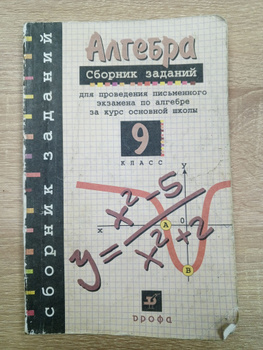 Алгебра
Сборник заданий
для проведения письменного
экзамена по алгебре
за курс основной школы
9
КЛАСС
сборник заданий
y
x
A
B
0
y = x² - 5 / x² + 2
Дрофа